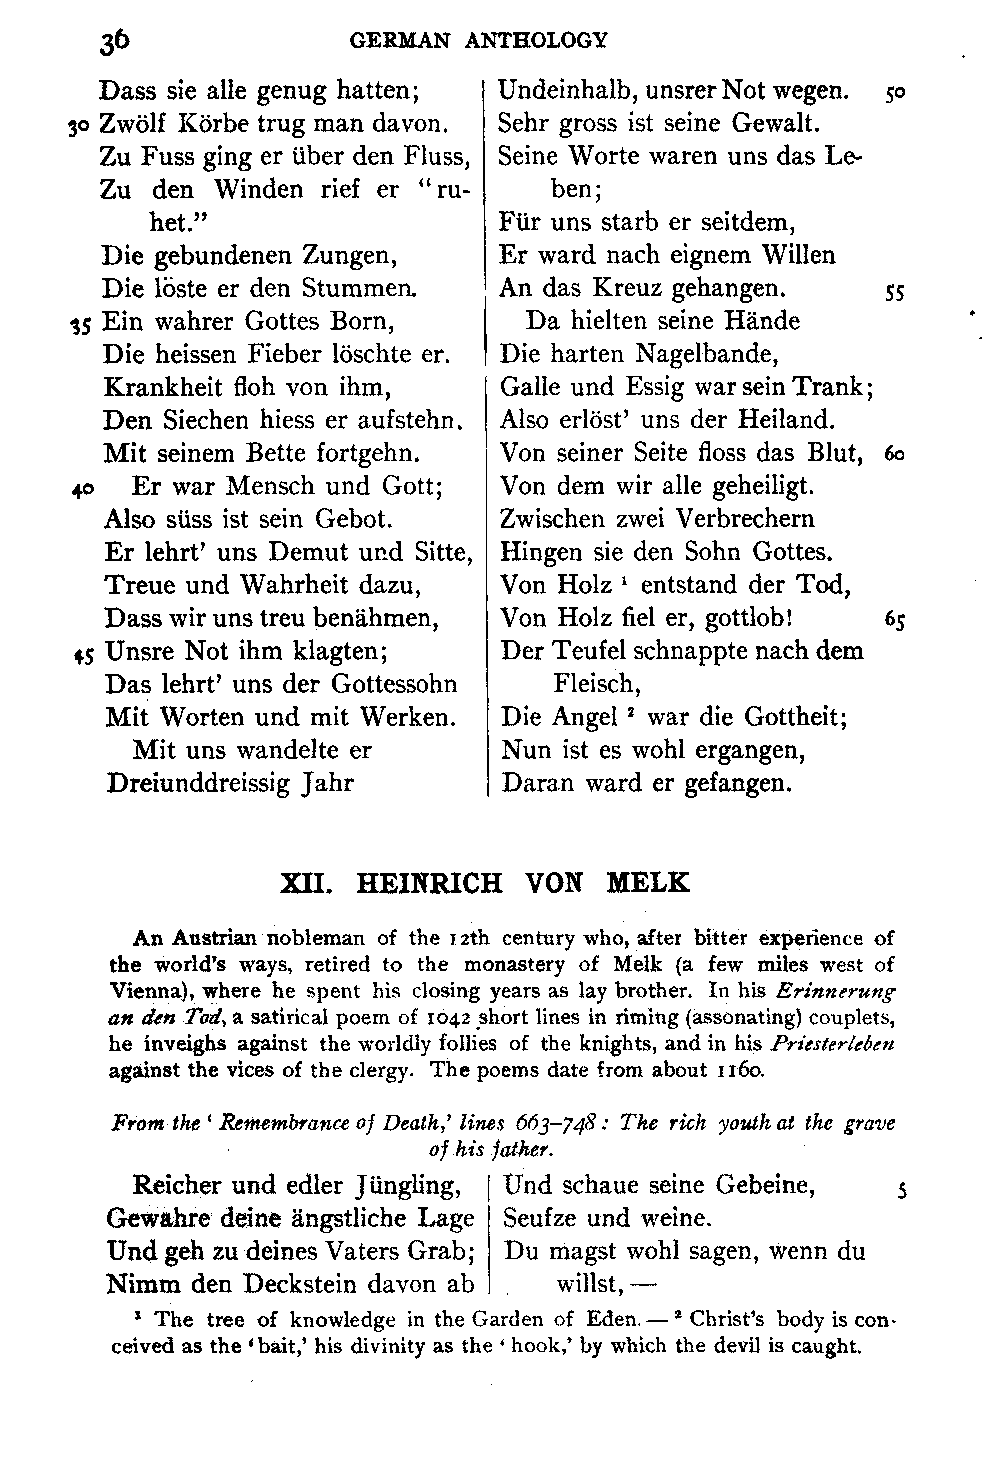 36 GERMAN ANTHOLOGY
Dass sie alle genug hatten;
30 Zwölf Körbe trug man davon.
Zu Fuss ging er über den Fluss,
Zu den Winden rief er “ru-
het.”
Die gebundenen Zungen,
Die löste er den Stummen.
35 Ein wahrer Gottes Born,
Die heissen Fieber löschte er.
Krankheit floh von ihm,
Den Siechen hiess er aufstehn.
Mit seinem Bette fortgehn.
40 Er war Mensch und Gott;
Also süss ist sein Gebot.
Er lehrt’ uns Demut und Sitte,
Treue und Wahrheit dazu,
Dass wir uns treu benähmen,
45 Unsre Not ihm klagten;
Das lehrt’ uns der Gottessohn
Mit Worten und mit Werken.
Mit uns wandelte er
Dreiunddreissig Jahr
Undeinhalb, unsrer Not wegen. 50
Sehr gross ist seine Gewalt.
Seine Worte waren uns das Le-
ben;
Für uns starb er seitdem,
Er ward nach eignem Willen
An das Kreuz gehangen. 55
Da hielten seine Hände
Die harten Nagelbande,
Galle und Essig war sein Trank;
Also erlöst’ uns der Heiland.
Von seiner Seite floss das Blut, 60
Von dem wir alle geheiligt.
Zwischen zwei Verbrechern
Hingen sie den Sohn Gottes.
Von Holz ¹ entstand der Tod,
Von Holz fiel er, gottlob! 65
Der Teufel schnappte nach dem
Fleisch,
Die Angel ² war die Gottheit;
Nun ist es wohl ergangen,
Daran ward er gefangen.
XII. HEINRICH VON MELK
An Austrian nobleman of the 12th century who, after bitter experience of
the world’s ways, retired to the monastery of Melk (a few miles west of
Vienna), where he spent his closing years as lay brother. In his Erinnerung
an den Tod, a satirical poem of 1042 short lines in riming (assonating) couplets,
he inveighs against the worldly follies of the knights, and in his Priesterleben
against the vices of the clergy. The poems date from about 1160.
From the ‘Remembrance of Death,’ lines 663–748: The rich youth at the grave
of his father.
Reicher und edler Jüngling,
Gewahre deine ängstliche Lage
Und geh zu deines Vaters Grab;
Nimm den Deckstein davon ab
Und schaue seine Gebeine, 5
Seufze und weine.
Du magst wohl sagen, wenn du
willst, —
¹ The tree of knowledge in the Garden of Eden. — ² Christ’s body is con-
ceived as the ‘bait,’ his divinity as the ‘hook,’ by which the devil is caught.